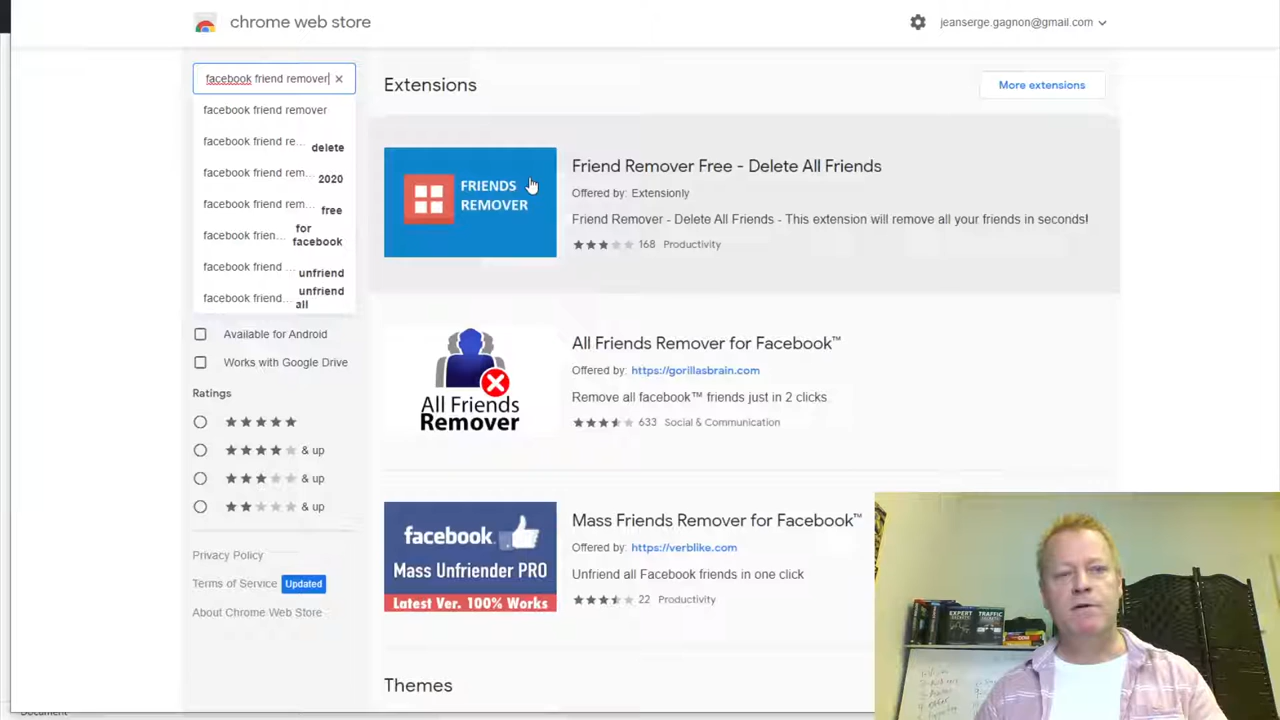 chrome web store
jeanserge.gagnon@gmail.com
facebook friend remover
facebook friend remover
facebook friend re... delete
facebook friend rem... 2020
facebook friend rem... free
facebook frien... for facebook
facebook friend ... unfriend
facebook friend... unfriend all
Available for Android
Works with Google Drive
Ratings
& up
& up
& up
Privacy Policy
Terms of Service Updated
About Chrome Web Store
Extensions
More extensions
FRIENDS
REMOVER
Friend Remover Free - Delete All Friends
Offered by: Extensionly
Friend Remover - Delete All Friends - This extension will remove all your friends in seconds!
168 Productivity
All Friends
Remover
All Friends Remover for Facebook™
Offered by: https://gorillasbrain.com
Remove all facebook™ friends just in 2 clicks
633 Social & Communication
facebook
Mass Unfriender PRO
Latest Ver. 100% Works
Mass Friends Remover for Facebook™
Offered by: https://verblike.com
Unfriend all Facebook friends in one click
22 Productivity
Themes
EXPERT
SECRETS
TRAFFIC
SECRETS